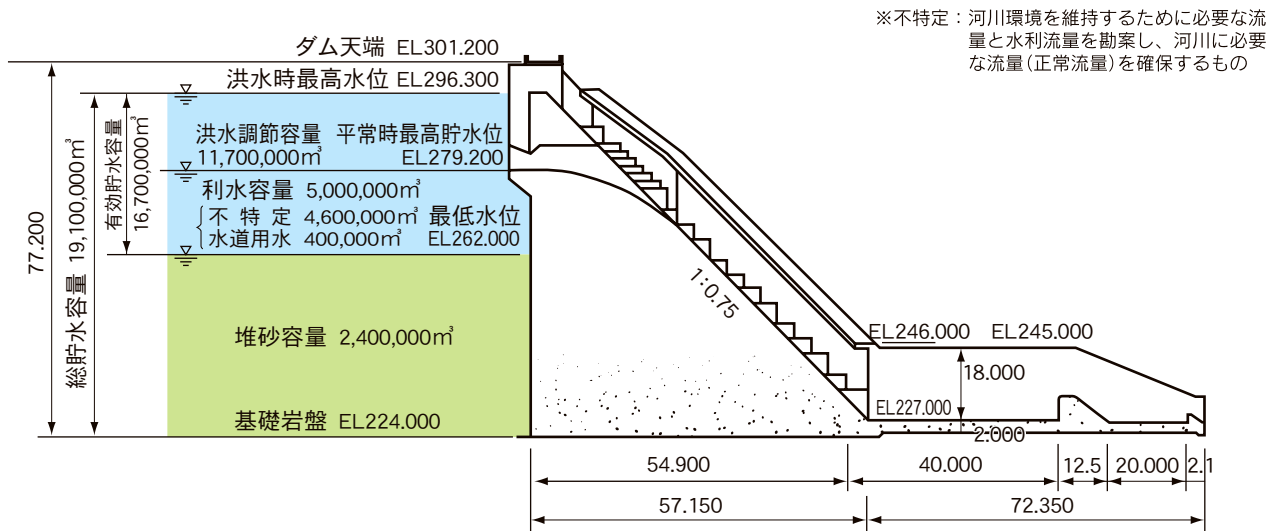 ※不特定：河川環境を維持するために必要な流
量と水利流量を勘案し、河川に必要
な流量(正常流量)を確保するもの
ダム天端 EL301.200
洪水時最高水位 EL296.300
洪水調節容量 平常時最高貯水位
11,700,000㎥ EL279.200
利水容量 5,000,000㎥
不特定 4,600,000㎥ 最低水位
水道用水 400,000㎥ EL262.000
77.200
総貯水容量 19,100,000㎥
有効貯水容量
16,700,000㎥
1:0.75
堆砂容量 2,400,000㎥
EL246.000 EL245.000
18.000
基礎岩盤 EL224.000
EL227.000
2.000
54.900 40.000 12.5 20.000 2.1
57.150 72.350